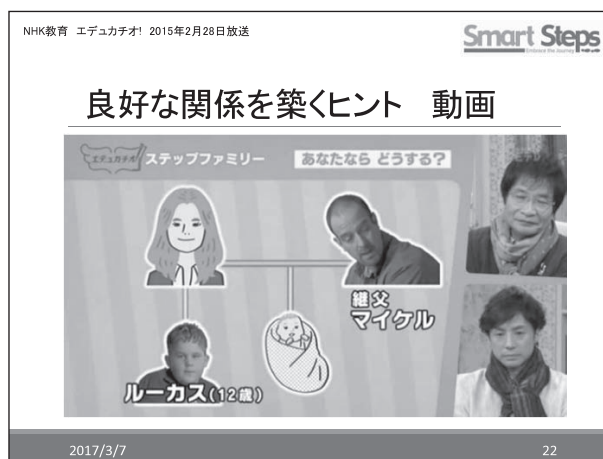 NHK教育 エデュカチオ! 2015年2月28日放送
Smart Steps
Embrace the Journey
良好な関係を築くヒント 動画
エデュカチオ!
ステップファミリー
あなたなら どうする?
継父
マイケル
ルーカス(12歳)
2017/3/7
22